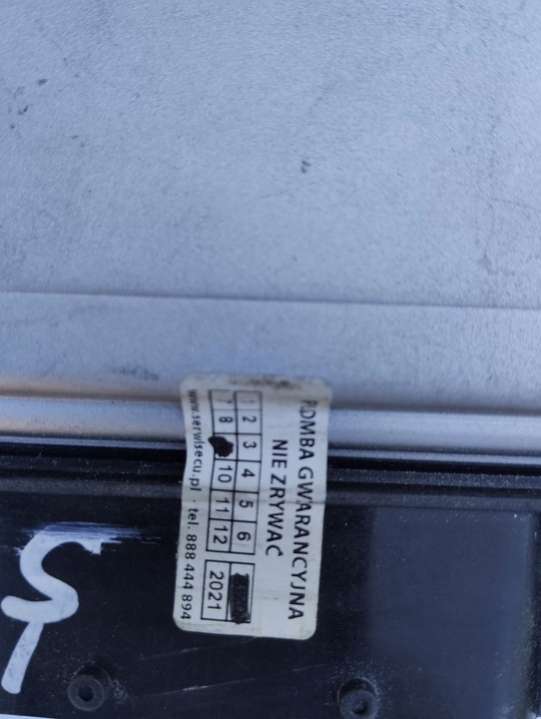 PLOMBA GWARANCYJNA
NIE ZRYWAĆ
1 2 3 4 5 6
7 8 10 11 12 2021
www.serwisecu.pl tel. 888 444 894